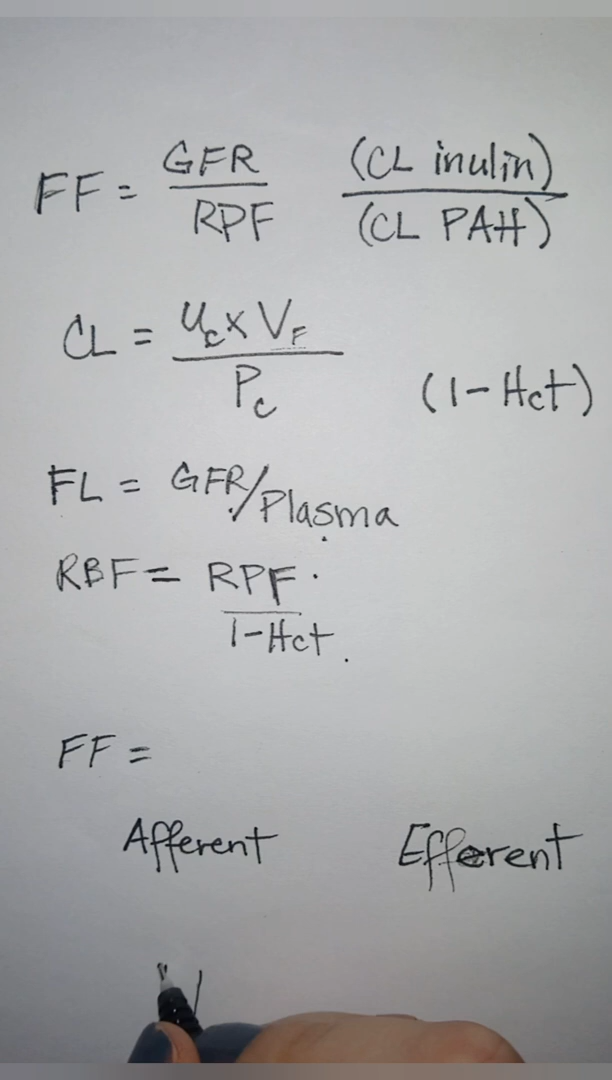 FF = GFR / RPF (CL inulin) / (CL PAH)
CL = Uc x VF / Pc (1 - Hct)
FL = GFR/Plasma
RBF = RPF / 1-Hct.
FF =
Afferent Efferent